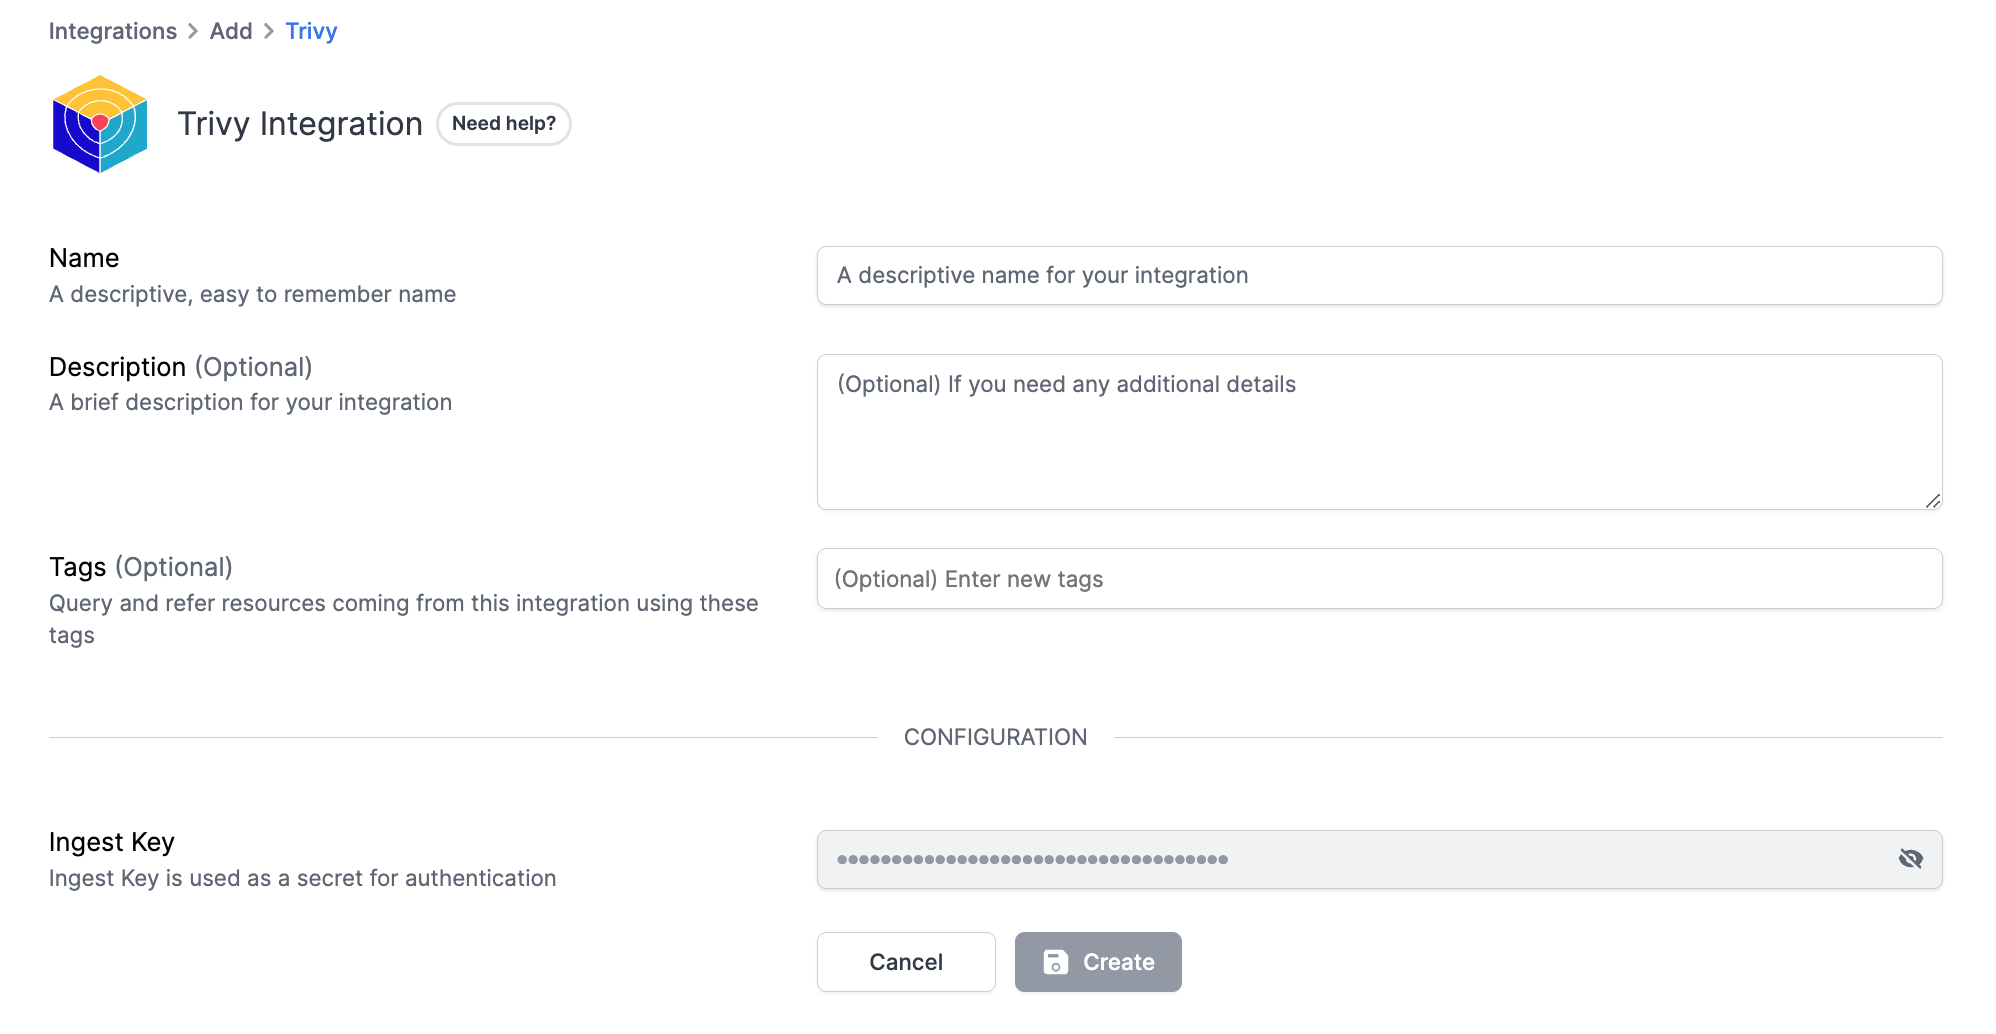 Integrations > Add > Trivy
Trivy Integration Need help?
Name
A descriptive, easy to remember name
A descriptive name for your integration
Description (Optional)
A brief description for your integration
(Optional) If you need any additional details
Tags (Optional)
Query and refer resources coming from this integration using these
tags
(Optional) Enter new tags
CONFIGURATION
Ingest Key
Ingest Key is used as a secret for authentication
••••••••••••••••••••••••••••••••••••
Cancel Create